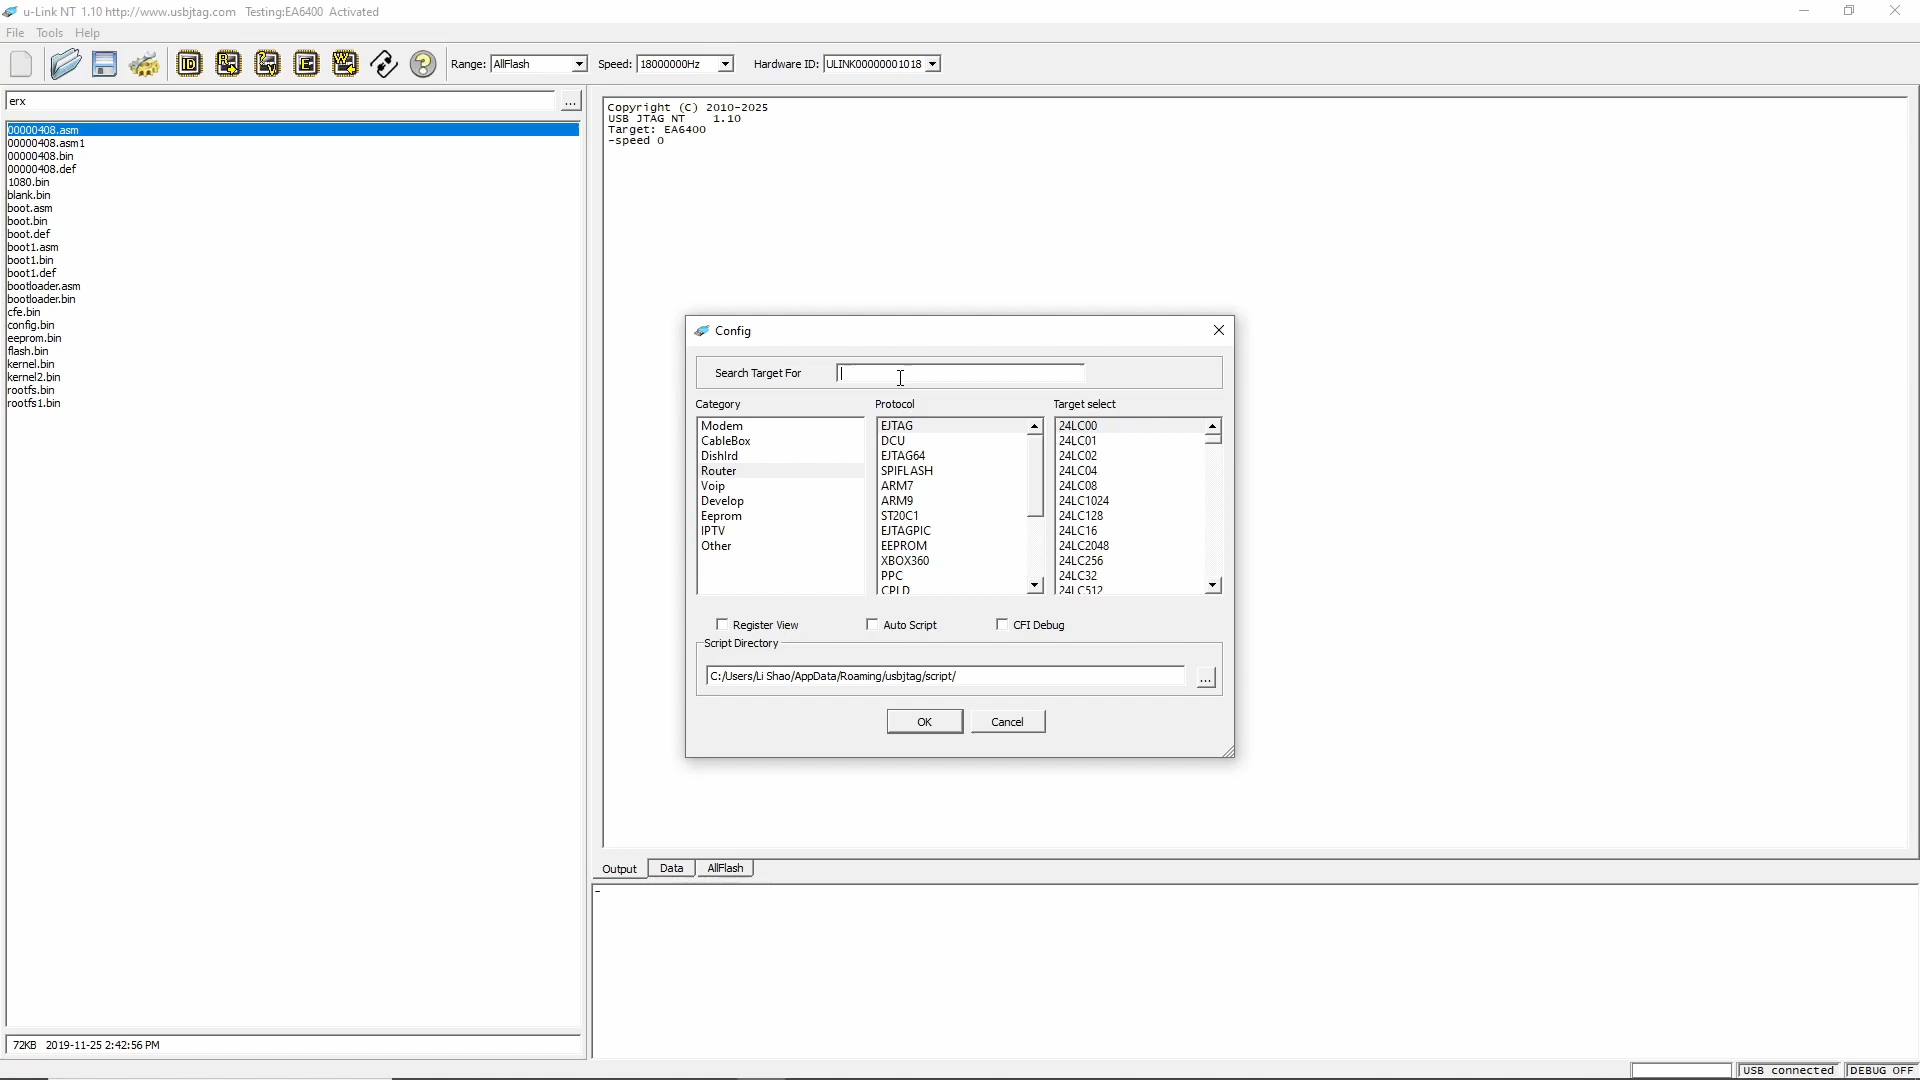 u-Link NT 1.10 http://www.usbjtag.com Testing:EA6400 Activated
File Tools Help
ID R E W
Range: AllFlash Speed: 18000000Hz Hardware ID: ULINK00000001018
erx
...
00000408.asm
00000408.asm1
00000408.bin
00000408.def
1080.bin
blank.bin
boot.asm
boot.bin
boot.def
boot1.asm
boot1.bin
boot1.def
bootloader.asm
bootloader.bin
cfe.bin
config.bin
eeprom.bin
flash.bin
kernel.bin
kernel2.bin
rootfs.bin
rootfs1.bin
72KB 2019-11-25 2:42:56 PM
Copyright (C) 2010-2025
USB JTAG NT 1.10
Target: EA6400
-speed 0
Config
Search Target For
Category
Modem
CableBox
DishIrd
Router
Voip
Develop
Eeprom
IPTV
Other
Protocol
EJTAG
DCU
EJTAG64
SPIFLASH
ARM7
ARM9
ST20C1
EJTAGPIC
EEPROM
XBOX360
PPC
CPLD
Target select
24LC00
24LC01
24LC02
24LC04
24LC08
24LC1024
24LC128
24LC16
24LC2048
24LC256
24LC32
24LC512
Register View Auto Script CFI Debug
Script Directory
C:/Users/Li Shao/AppData/Roaming/usbjtag/script/
...
OK Cancel
Output Data AllFlash
-
USB connected DEBUG OFF